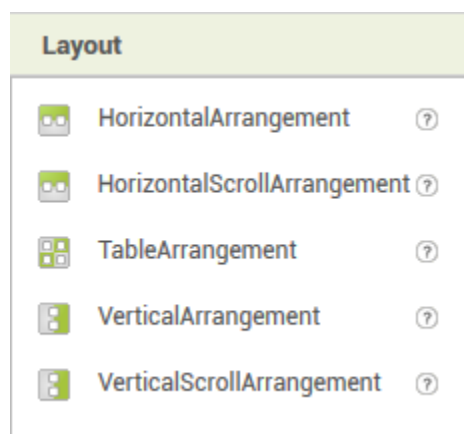 Layout
HorizontalArrangement ?
HorizontalScrollArrangement ?
TableArrangement ?
VerticalArrangement ?
VerticalScrollArrangement ?